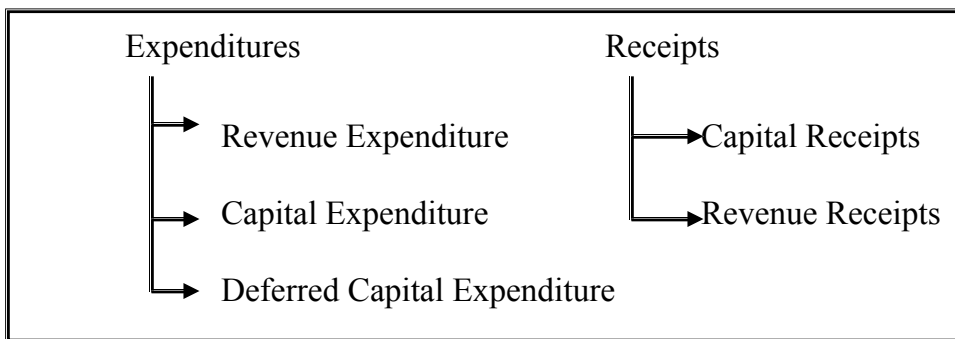 Expenditures
Revenue Expenditure
Capital Expenditure
Deferred Capital Expenditure
Receipts
Capital Receipts
Revenue Receipts